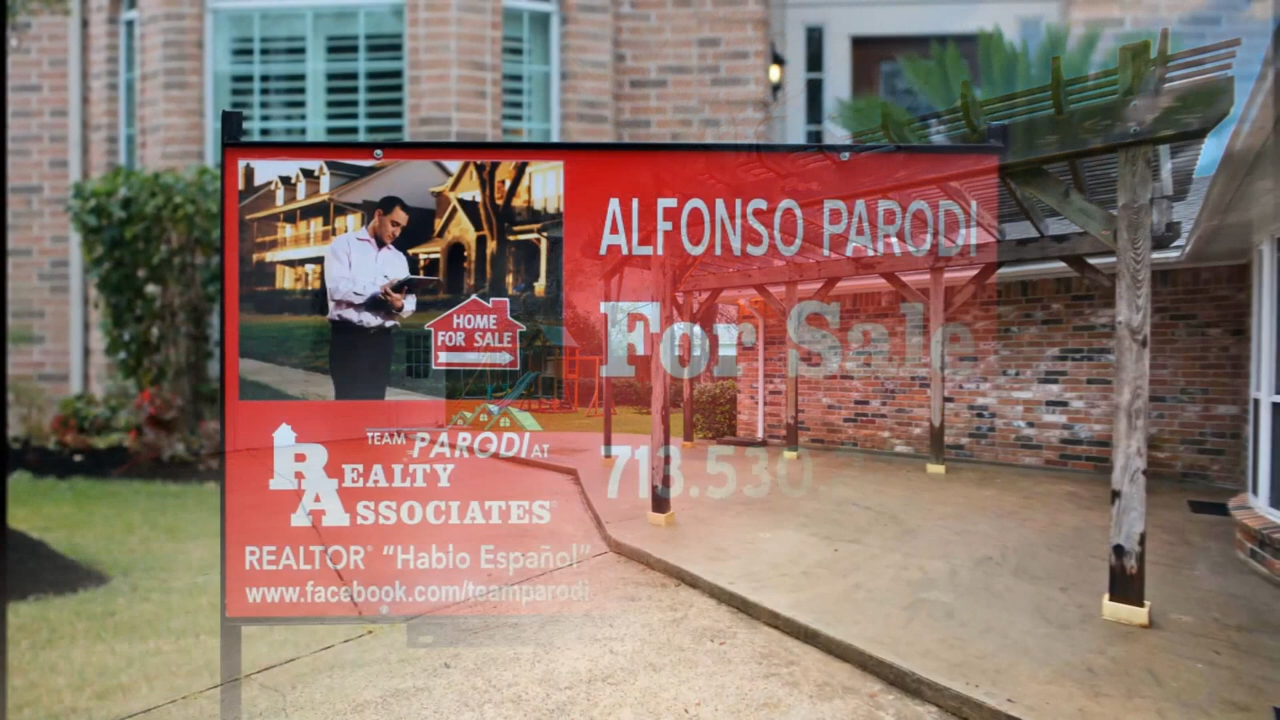 ALFONSO PARODI
HOME
FOR SALE
For Sale
TEAM PARODI AT
REALTY
ASSOCIATES
713.530
REALTOR® “Hablo Español”
www.facebook.com/teamparodi